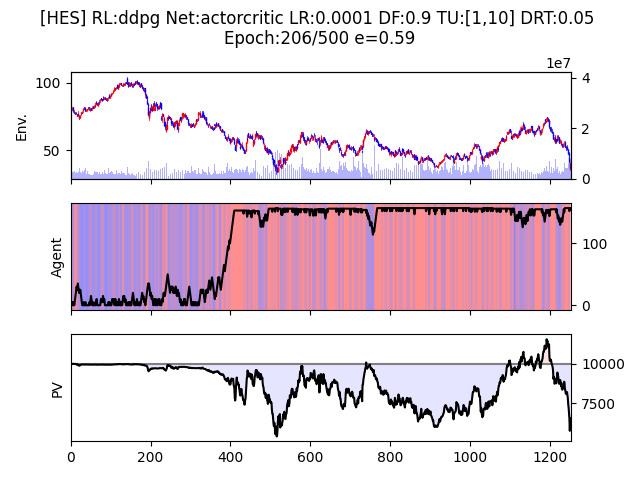 [HES] RL:ddpg Net:actorcritic LR:0.0001 DF:0.9 TU:[1,10] DRT:0.05
Epoch:206/500 e=0.59
1e7
100
50
Env.
4
2
0
Agent
100
0
PV
10000
7500
0 200 400 600 800 1000 1200